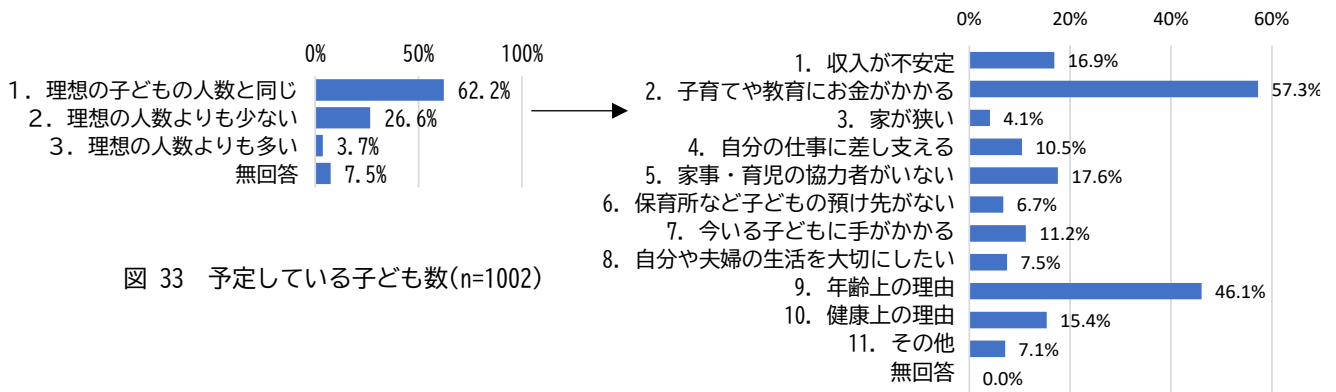 0% 50% 100%
1. 理想の子どもの人数と同じ 62.2%
2. 理想の人数よりも少ない 26.6%
3. 理想の人数よりも多い 3.7%
無回答 7.5%
図 33 予定している子ども数(n=1002)
0% 20% 40% 60%
1. 収入が不安定 16.9%
2. 子育てや教育にお金がかかる 57.3%
3. 家が狭い 4.1%
4. 自分の仕事に差し支える 10.5%
5. 家事・育児の協力者がいない 17.6%
6. 保育所など子どもの預け先がない 6.7%
7. 今いる子どもに手がかかる 11.2%
8. 自分や夫婦の生活を大切にしたい 7.5%
9. 年齢上の理由 46.1%
10. 健康上の理由 15.4%
11. その他 7.1%
無回答 0.0%